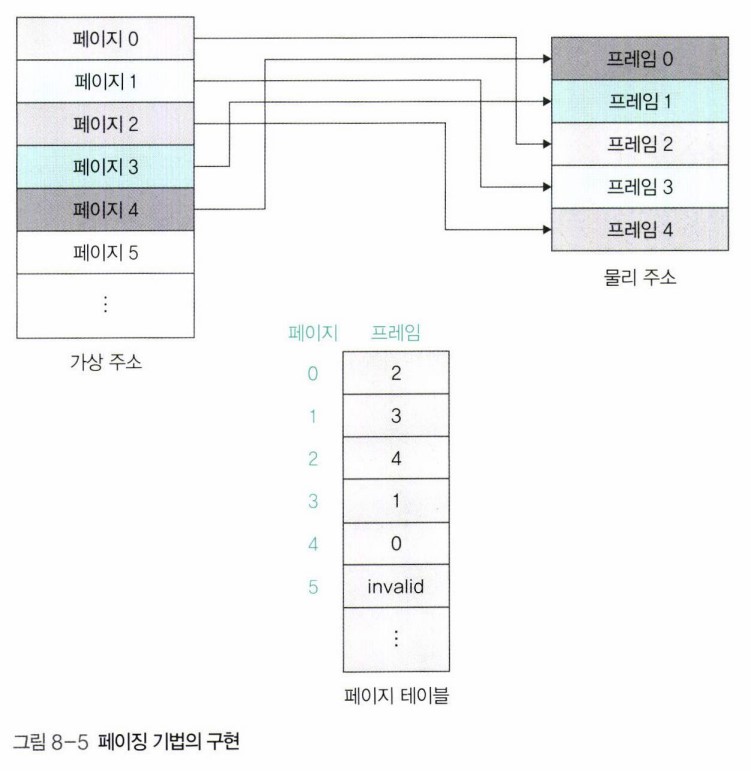 페이지 0
페이지 1
페이지 2
페이지 3
페이지 4
페이지 5
⋮
가상 주소
프레임 0
프레임 1
프레임 2
프레임 3
프레임 4
물리 주소
페이지 프레임
0 2
1 3
2 4
3 1
4 0
5 invalid
⋮
페이지 테이블
그림 8-5 페이징 기법의 구현